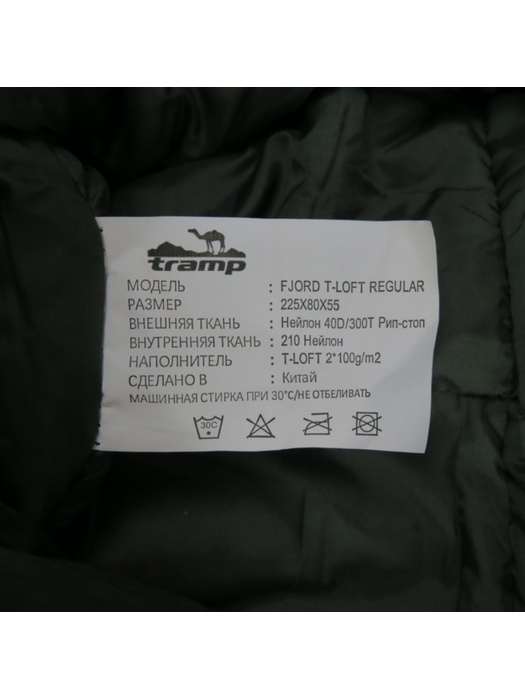 tramp
МОДЕЛЬ : FJORD T-LOFT REGULAR
РАЗМЕР : 225X80X55
ВНЕШНЯЯ ТКАНЬ : Нейлон 40D/300T Рип-стоп
ВНУТРЕННЯЯ ТКАНЬ : 210 Нейлон
НАПОЛНИТЕЛЬ : T-LOFT 2*100g/m2
СДЕЛАНО В : Китай
МАШИННАЯ СТИРКА ПРИ 30°С/НЕ ОТБЕЛИВАТЬ
30C